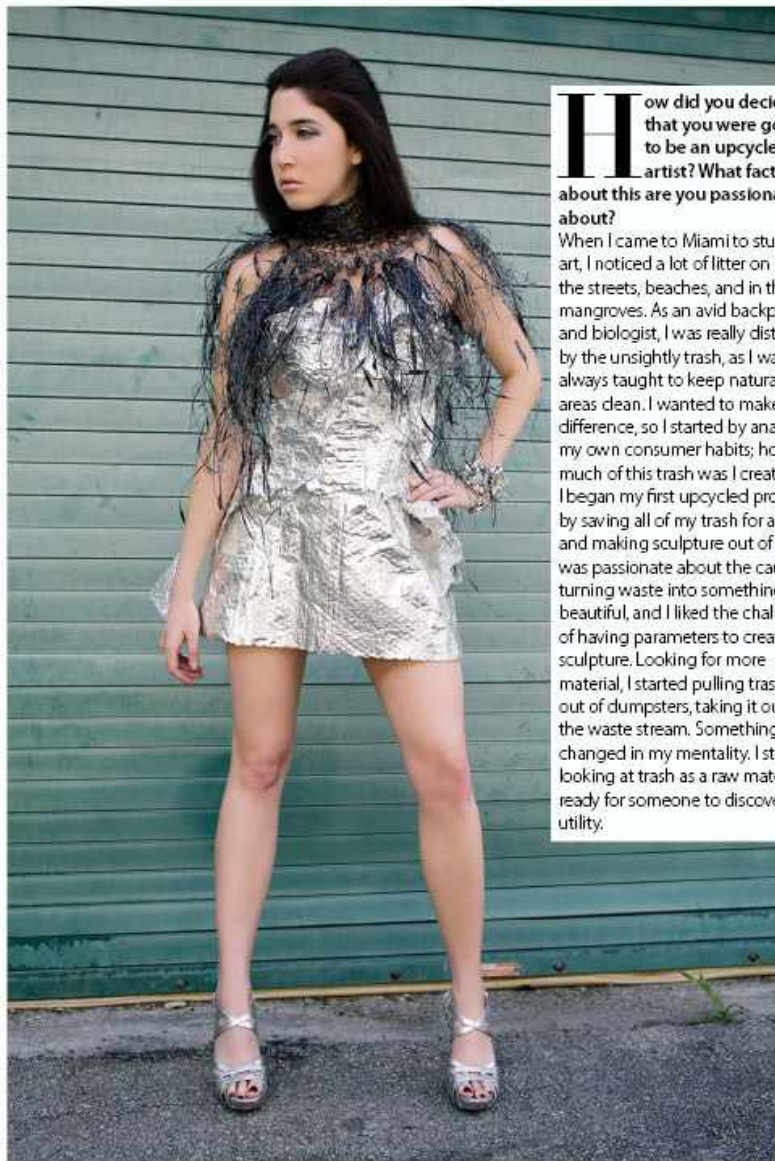 How did you deci
that you were go
to be an upcycle
artist? What fact
about this are you passiona
about?
When I came to Miami to stu
art, I noticed a lot of litter on
the streets, beaches, and in th
mangroves. As an avid backp
and biologist, I was really dist
by the unsightly trash, as I wa
always taught to keep natura
areas clean. I wanted to make
difference, so I started by ana
my own consumer habits; ho
much of this trash was I creat
I began my first upcycled pro
by saving all of my trash for a
and making sculpture out of
was passionate about the cau
turning waste into something
beautiful, and I liked the chal
of having parameters to crea
sculpture. Looking for more
material, I started pulling tras
out of dumpsters, taking it ou
the waste stream. Something
changed in my mentality. I st
looking at trash as a raw mate
ready for someone to discove
utility.